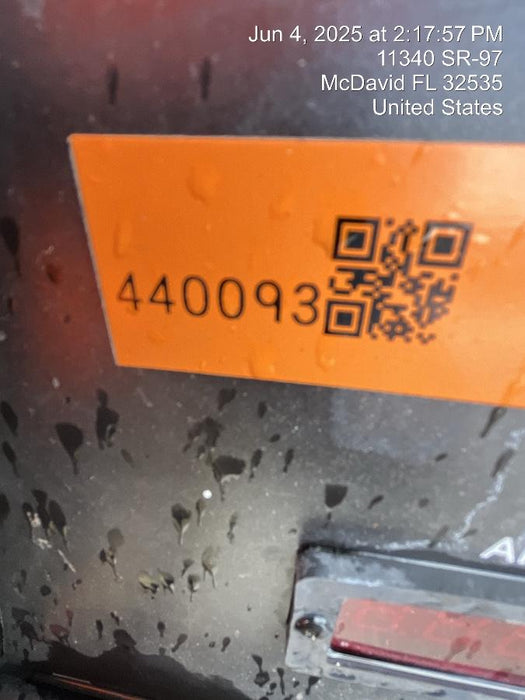 Jun 4, 2025 at 2:17:57 PM
11340 SR-97
McDavid FL 32535
United States
440093